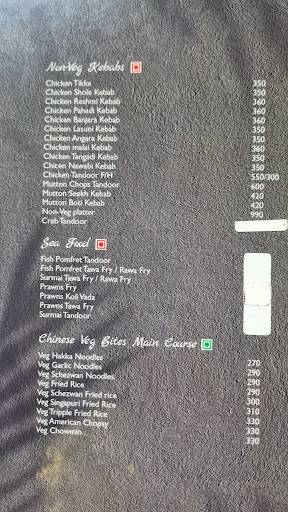 Non-Veg Kebabs
Chicken Tikka 350
Chicken Shole Kebab 350
Chicken Reshmi Kebab 360
Chicken Pahadi Kebab 360
Chicken Banjara Kebab 360
Chicken Lasuni Kebab 350
Chicken Angara Kebab 350
Chicken malai Kebab 360
Chicken Tangadi Kebab 350
Chicen Nawabi Kebab 350
Chicken Tandoor F/H 550/300
Mutton Chops Tandoor 600
Mutton Seekh Kebab 420
Mutton Boti Kebab 420
Non-Veg platter 990
Crab Tandoor
Sea Food
Fish Pomfret Tandoor
Fish Pomfret Tawa Fry / Rawa Fry
Surmai Tawa Fry / Rawa Fry
Prawns Fry
Prawns Koli Vada
Prawns Tawa Fry
Surmai Tandoor
Chinese Veg Bites Main Course
Veg Hakka Noodles 270
Veg Garlic Noodles 290
Veg Schezwan Noodles 290
Veg Fried Rice 290
Veg Schezwan Fried rice 290
Veg Singapuri Fried Rice 300
Veg Tripple Fried Rice 310
Veg American Chopsy 330
Veg Chowmin 330
330